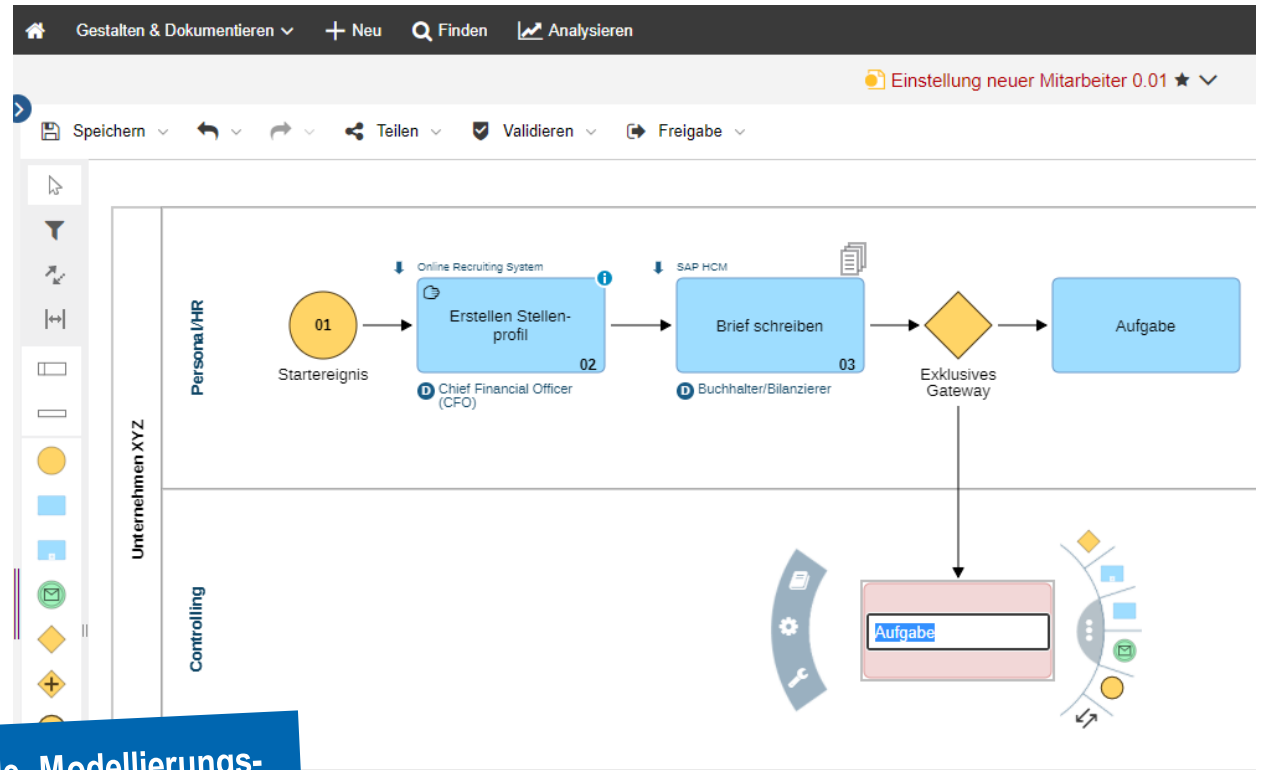 Gestalten & Dokumentieren
Neu
Finden
Analysieren
Einstellung neuer Mitarbeiter 0.01
Speichern
Teilen
Validieren
Freigabe
Unternehmen XYZ
Personal/HR
01
Startereignis
Online Recruiting System
Erstellen Stellen-
profil
02
Chief Financial Officer
(CFO)
SAP HCM
Brief schreiben
03
Buchhalter/Bilanzierer
Exklusives
Gateway
Aufgabe
Controlling
Aufgabe
Modellierungs-